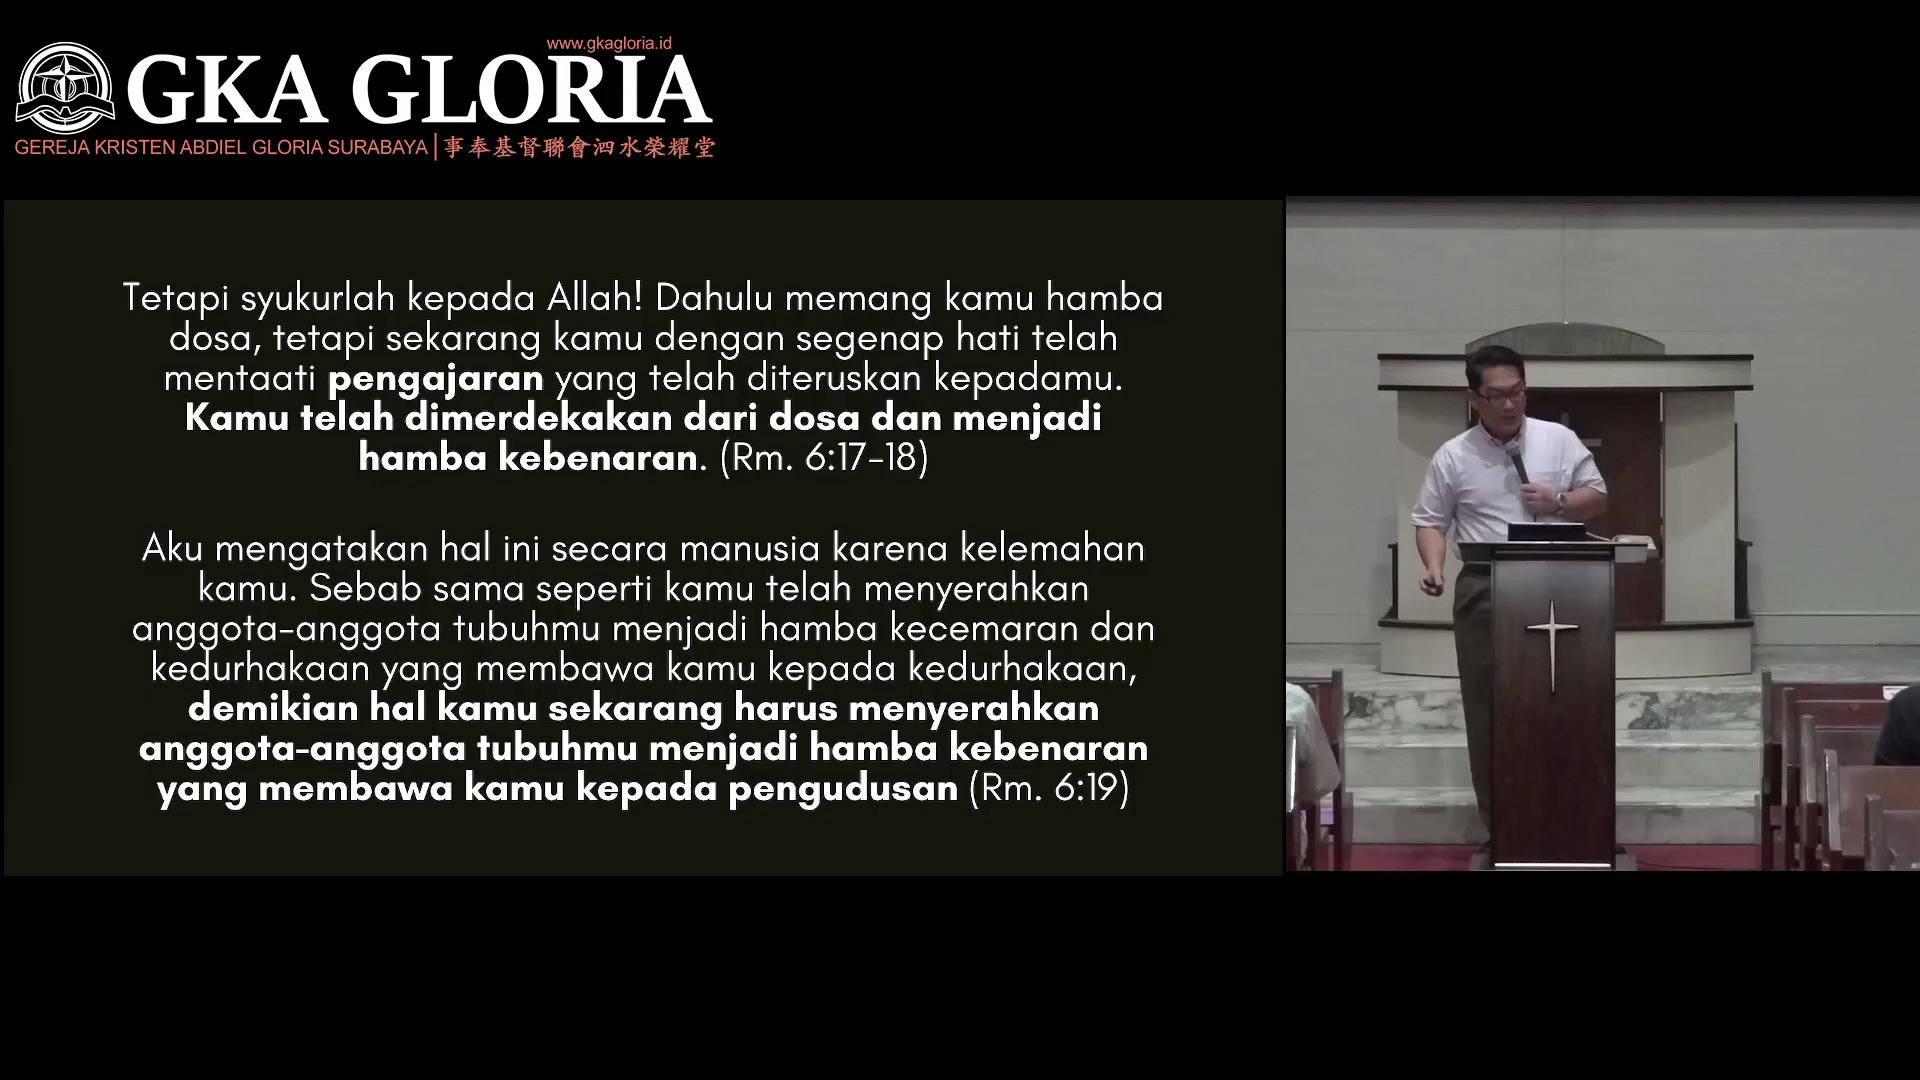 www.gkagloria.id
GKA GLORIA
GEREJA KRISTEN ABDIEL GLORIA SURABAYA | 事奉基督聯會泗水榮耀堂
Tetapi syukurlah kepada Allah! Dahulu memang kamu hamba
dosa, tetapi sekarang kamu dengan segenap hati telah
mentaati pengajaran yang telah diteruskan kepadamu.
Kamu telah dimerdekakan dari dosa dan menjadi
hamba kebenaran. (Rm. 6:17-18)
Aku mengatakan hal ini secara manusia karena kelemahan
kamu. Sebab sama seperti kamu telah menyerahkan
anggota-anggota tubuhmu menjadi hamba kecemaran dan
kedurhakaan yang membawa kamu kepada kedurhakaan,
demikian hal kamu sekarang harus menyerahkan
anggota-anggota tubuhmu menjadi hamba kebenaran
yang membawa kamu kepada pengudusan (Rm. 6:19)